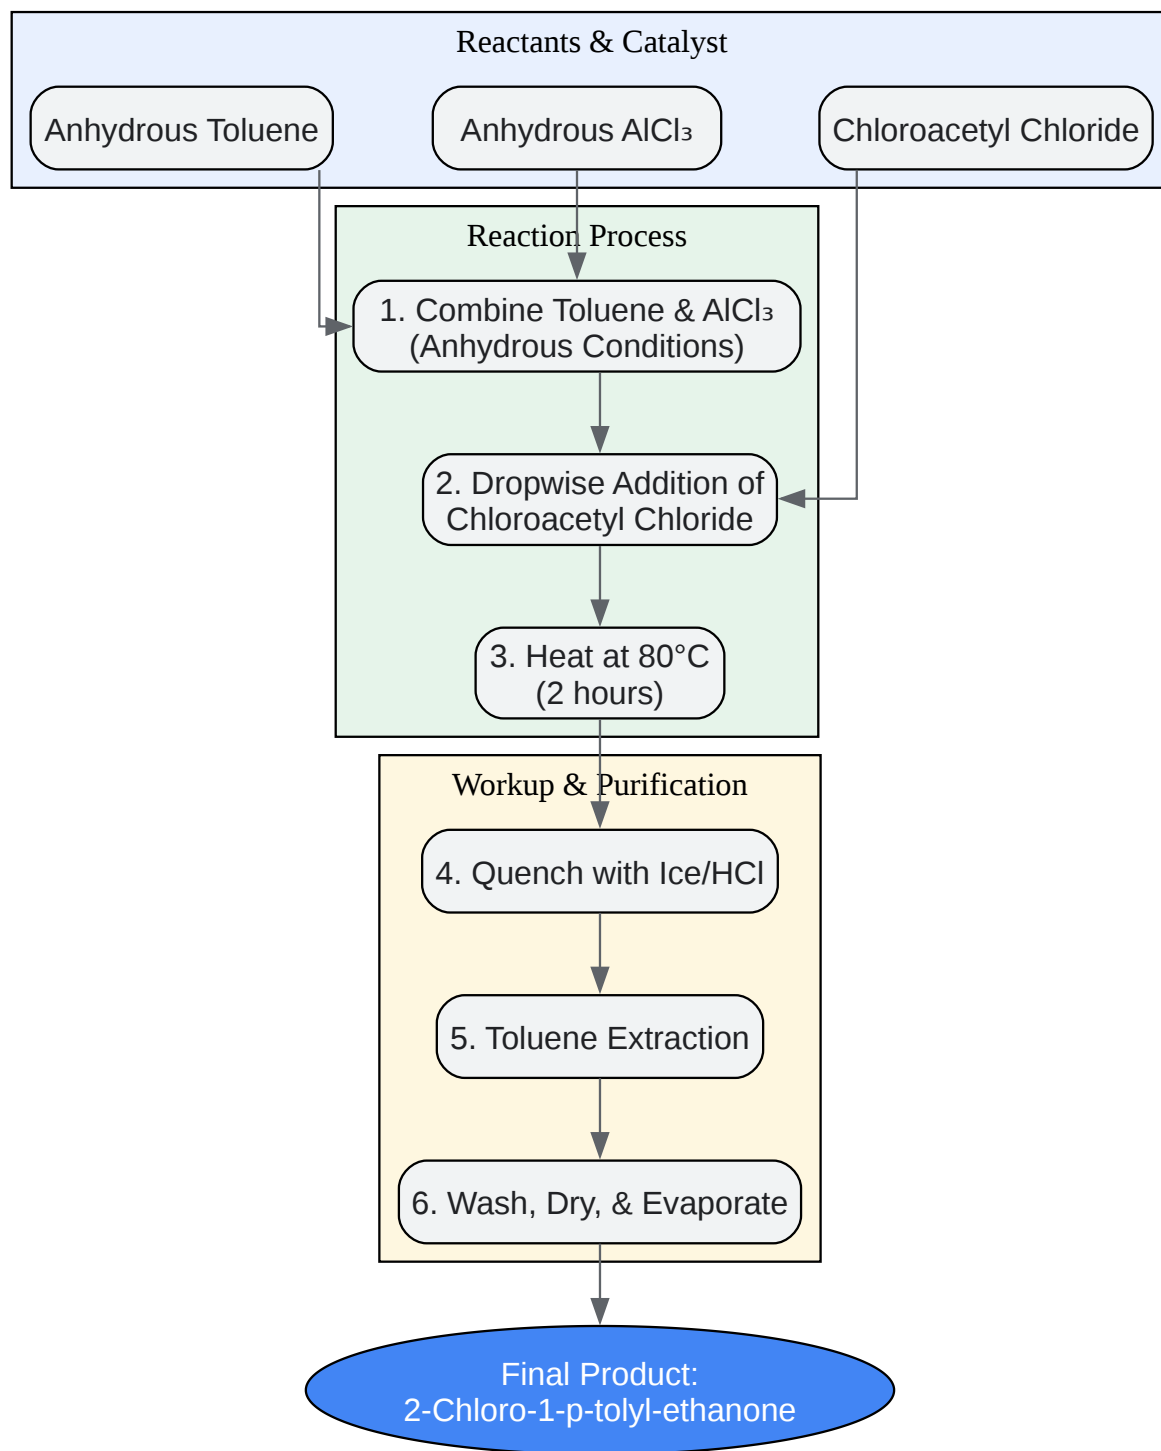 Reactants & Catalyst
Anhydrous Toluene
Anhydrous AlCl₃
Chloroacetyl Chloride
Reaction Process
1. Combine Toluene & AlCl₃
(Anhydrous Conditions)
2. Dropwise Addition of
Chloroacetyl Chloride
3. Heat at 80°C
(2 hours)
Workup & Purification
4. Quench with Ice/HCl
5. Toluene Extraction
6. Wash, Dry, & Evaporate
Final Product:
2-Chloro-1-p-tolyl-ethanone